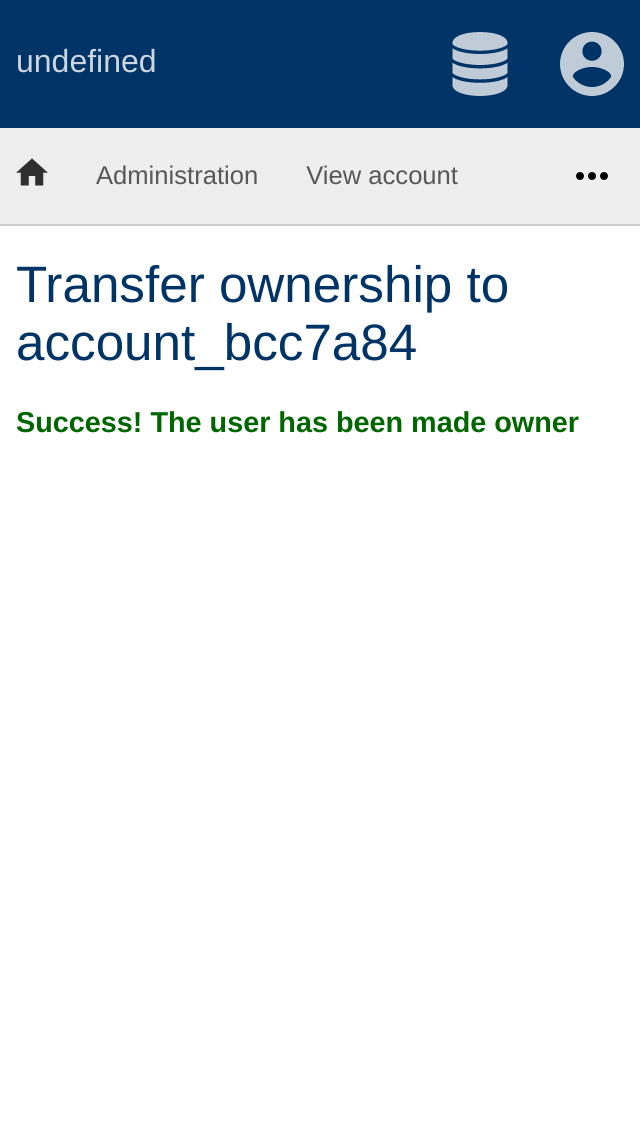 undefined
Administration View account
Transfer ownership to
account_bcc7a84
Success! The user has been made owner